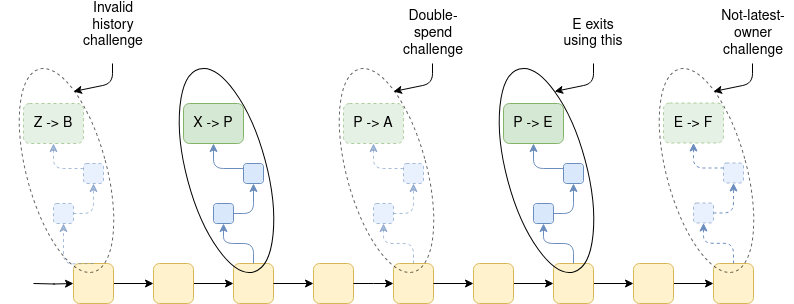 Invalid
history
challenge
Double-
spend
challenge
E exits
using this
Not-latest-
owner
challenge
Z -> B
X -> P
P -> A
P -> E
E -> F